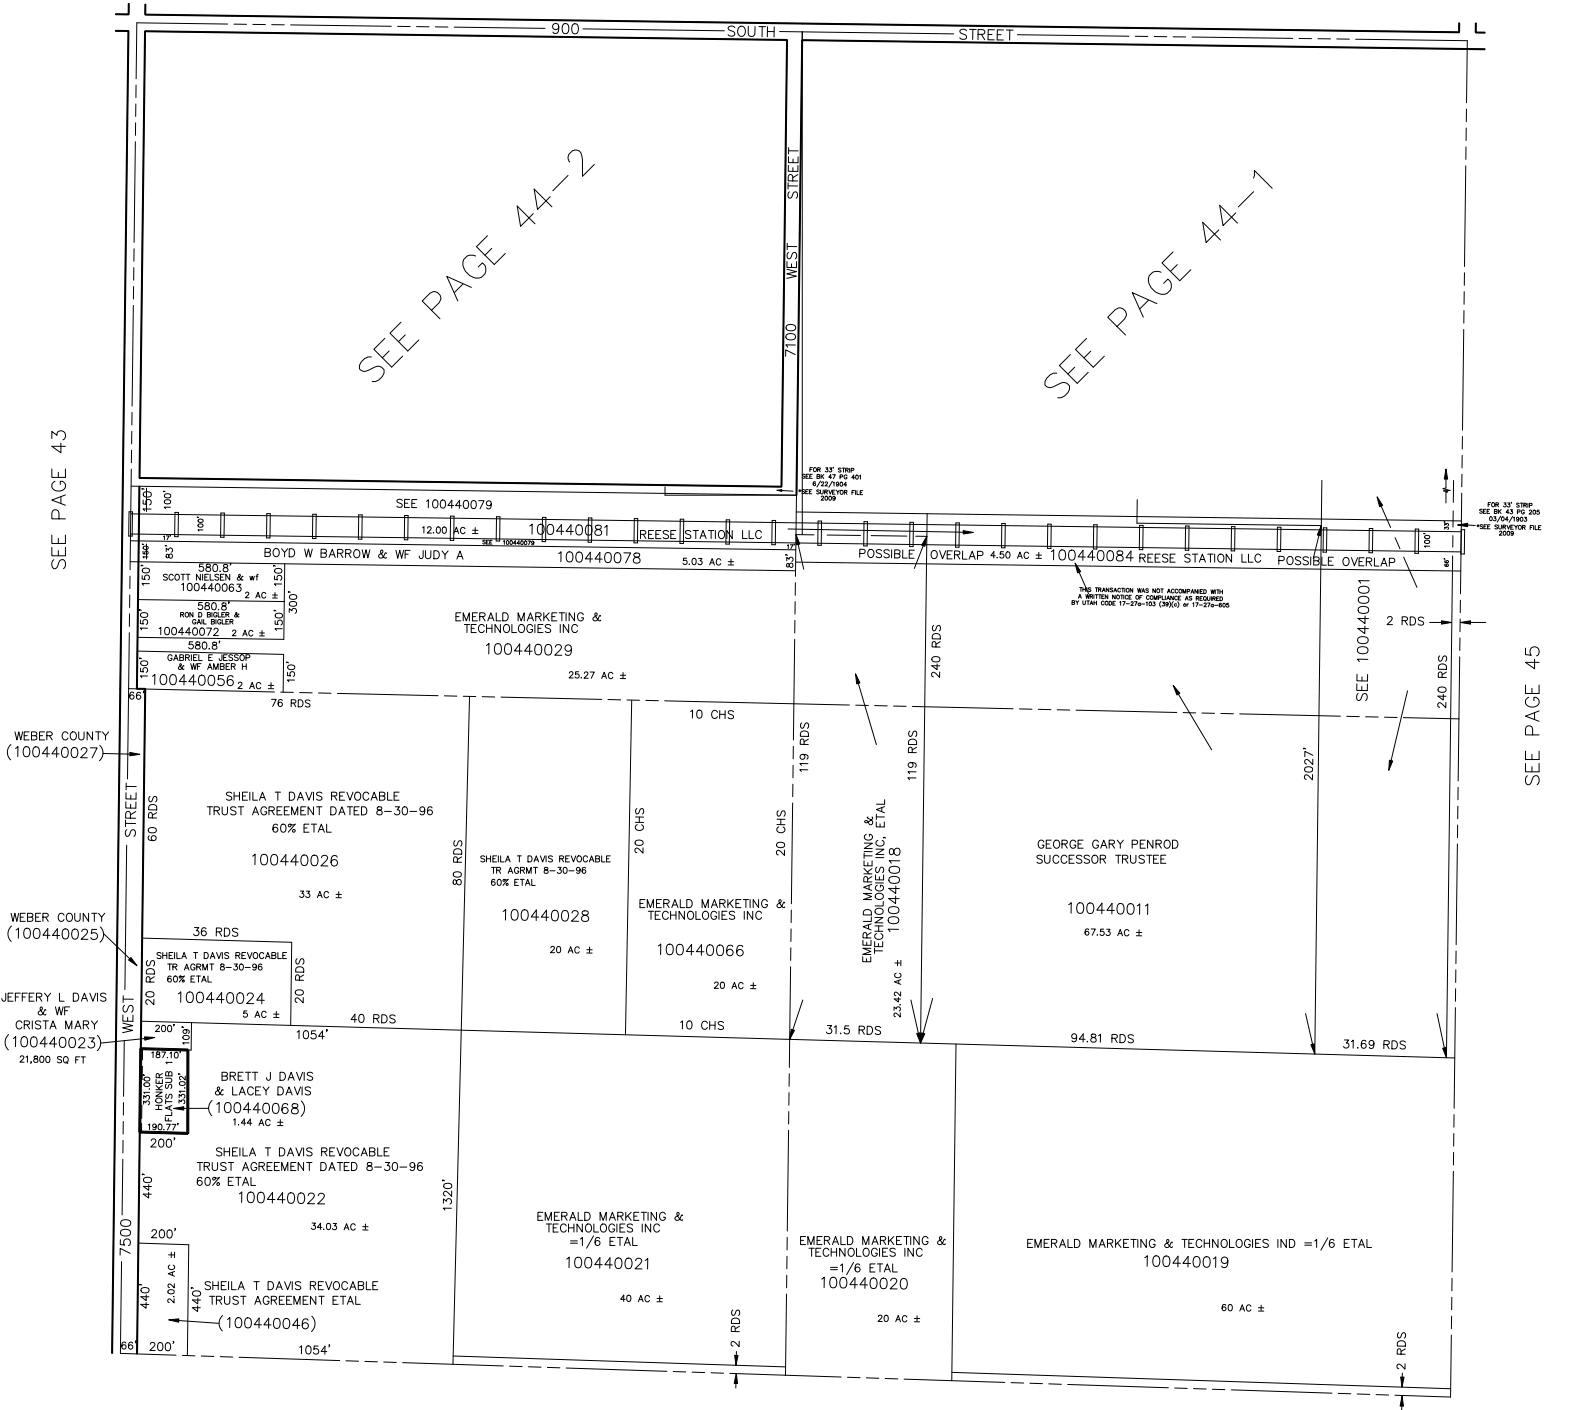 900 SOUTH STREET
SEE PAGE 44-2
SEE PAGE 44-1
7100 WEST STREET
SEE PAGE 43
SEE PAGE 45
FOR 33' STRIP
SEE BK 47 PG 401
6/22/1904
*SEE SURVEYOR FILE
2009
FOR 33' STRIP
SEE BK 43 PG 205
03/04/1903
*SEE SURVEYOR FILE
2009
150'
100'
SEE 100440079
100'
12.00 AC ±
100440081
REESE STATION LLC
17'
SEE 100440079
17'
150'
83'
BOYD W BARROW & WF JUDY A
100440078
5.03 AC ±
83'
POSSIBLE OVERLAP 4.50 AC ± 100440084 REESE STATION LLC POSSIBLE OVERLAP
33'
100'
66'
THIS TRANSACTION WAS NOT ACCOMPANIED WITH
A WRITTEN NOTICE OF COMPLIANCE AS REQUIRED
BY UTAH CODE 17-27a-103 (39)(c) or 17-27a-605
580.8'
SCOTT NIELSEN & wf
100440063
2 AC ±
150'
150'
300'
580.8'
RON D BIGLER &
GAIL BIGLER
100440072 2 AC ±
150'
150'
580.8'
GABRIEL E JESSOP
& WF AMBER H
100440056 2 AC ±
150'
150'
EMERALD MARKETING &
TECHNOLOGIES INC
100440029
25.27 AC ±
240 RDS
SEE 100440001
2 RDS
240 RDS
66'
76 RDS
10 CHS
WEBER COUNTY
(100440027)
60 RDS
SHEILA T DAVIS REVOCABLE
TRUST AGREEMENT DATED 8-30-96
60% ETAL
100440026
33 AC ±
80 RDS
SHEILA T DAVIS REVOCABLE
TR AGRMT 8-30-96
60% ETAL
100440028
20 AC ±
20 CHS
EMERALD MARKETING &
TECHNOLOGIES INC
100440066
20 AC ±
20 CHS
119 RDS
119 RDS
EMERALD MARKETING &
TECHNOLOGIES INC, ETAL
100440018
23.42 AC ±
GEORGE GARY PENROD
SUCCESSOR TRUSTEE
100440011
67.53 AC ±
2027'
WEBER COUNTY
(100440025)
36 RDS
20 RDS
SHEILA T DAVIS REVOCABLE
TR AGRMT 8-30-96
60% ETAL
100440024
5 AC ±
20 RDS
40 RDS
10 CHS
31.5 RDS
94.81 RDS
31.69 RDS
JEFFERY L DAVIS
& WF
CRISTA MARY
(100440023)
21,800 SQ FT
200'
109'
1054'
187.10'
331.00'
HONKER
FLATS SUB 1
331.02'
190.77'
BRETT J DAVIS
& LACEY DAVIS
(100440068)
1.44 AC ±
200'
SHEILA T DAVIS REVOCABLE
TRUST AGREEMENT DATED 8-30-96
60% ETAL
100440022
34.03 AC ±
440'
1320'
200'
440'
2.02 AC ±
440'
SHEILA T DAVIS REVOCABLE
TRUST AGREEMENT ETAL
(100440046)
66'
200'
1054'
7500 WEST STREET
EMERALD MARKETING &
TECHNOLOGIES INC
=1/6 ETAL
100440021
40 AC ±
2 RDS
EMERALD MARKETING &
TECHNOLOGIES INC
=1/6 ETAL
100440020
20 AC ±
EMERALD MARKETING & TECHNOLOGIES IND =1/6 ETAL
100440019
60 AC ±
2 RDS